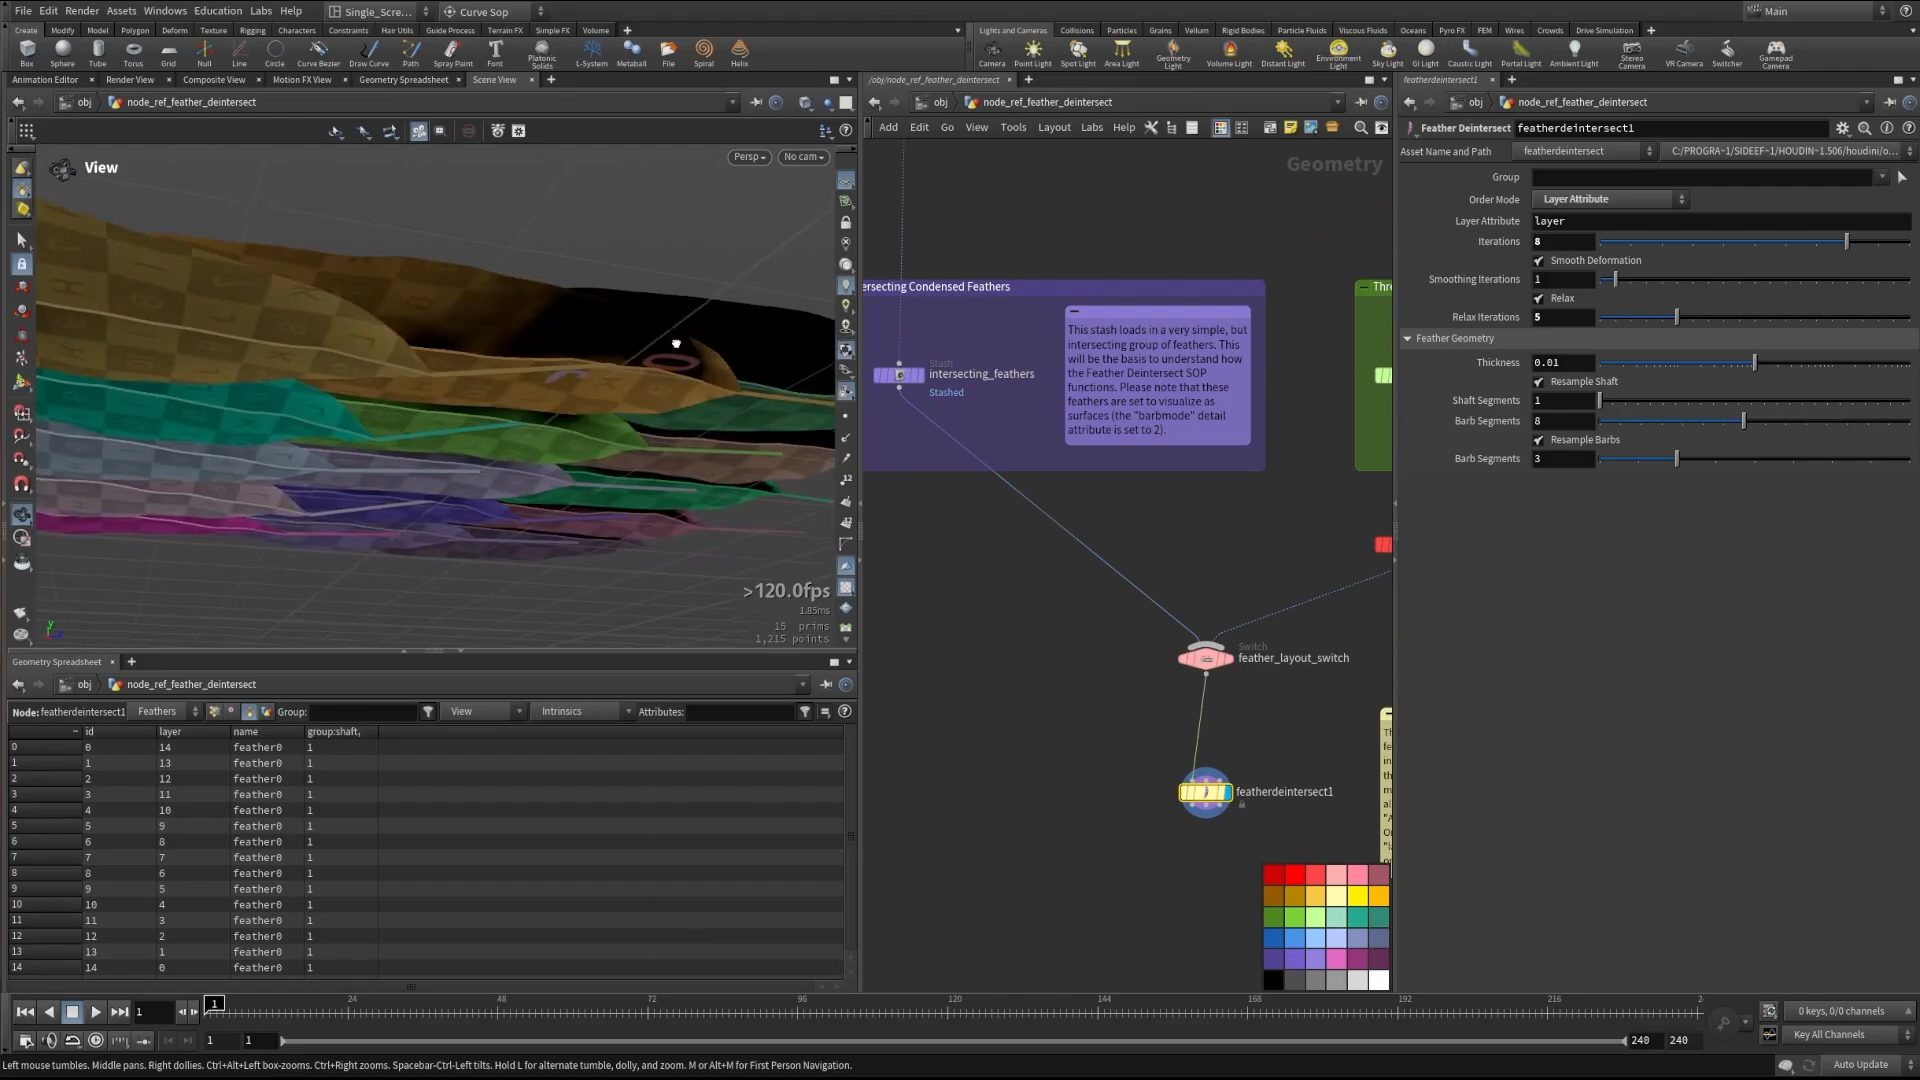 File Edit Render Assets Windows Education Labs Help Single_Scre... Curve Sop Main
Create Modify Model Polygon Deform Texture Rigging Characters Constraints Hair Utils Guide Process Terrain FX Simple FX Volume
Lights and Cameras Collisions Particles Grains Vellum Rigid Bodies Particle Fluids Viscous Fluids Oceans Pyro FX FEM Wires Crowds Drive Simulation
Box Sphere Tube Torus Grid Null Line Circle Curve Bezier Draw Curve Path Spray Paint Font Platonic Solids L-System Metaball File Spiral Helix
Camera Point Light Spot Light Area Light Geometry Light Volume Light Distant Light Environment Light Sky Light GI Light Caustic Light Portal Light Ambient Light Stereo Camera VR Camera Switcher Gamepad Camera
Animation Editor Render View Composite View Motion FX View Geometry Spreadsheet Scene View
/obj/node_ref_feather_deintersect
featherdeintersect1
obj node_ref_feather_deintersect
obj node_ref_feather_deintersect
obj node_ref_feather_deintersect
Add Edit Go View Tools Layout Labs Help
View
Persp
No cam
>120.0fps
1.85ms
15 prims
1,215 points
Geometry
ersecting Condensed Feathers
Thre
Stash
intersecting_feathers
Stashed
This stash loads in a very simple, but
intersecting group of feathers. This
will be the basis to understand how
the Feather Deintersect SOP
functions. Please note that these
feathers are set to visualize as
surfaces (the "barbmode" detail
attribute is set to 2).
Switch
feather_layout_switch
featherdeintersect1
Feather Deintersect featherdeintersect1
Asset Name and Path featherdeintersect C:/PROGRA~1/SIDEEF~1/HOUDIN~1.506/houdini/o...
Group
Order Mode Layer Attribute
Layer Attribute layer
Iterations 8
Smooth Deformation
Smoothing Iterations 1
Relax
Relax Iterations 5
Feather Geometry
Thickness 0.01
Resample Shaft
Shaft Segments 1
Barb Segments 8
Resample Barbs
Barb Segments 3
Geometry Spreadsheet
obj node_ref_feather_deintersect
Node: featherdeintersect1 Feathers Group: View Intrinsics Attributes:
id layer name group:shaft,
0 0 14 feather0 1
1 1 13 feather0 1
2 2 12 feather0 1
3 3 11 feather0 1
4 4 10 feather0 1
5 5 9 feather0 1
6 6 8 feather0 1
7 7 7 feather0 1
8 8 6 feather0 1
9 9 5 feather0 1
10 10 4 feather0 1
11 11 3 feather0 1
12 12 2 feather0 1
13 13 1 feather0 1
14 14 0 feather0 1
1 1 24 48 72 96 120 144 168 192 216
0 keys, 0/0 channels
1 1 240 240 Key All Channels
Left mouse tumbles. Middle pans. Right dollies. Ctrl+Alt+Left box-zooms. Ctrl+Right zooms. Spacebar-Ctrl-Left tilts. Hold L for alternate tumble, dolly, and zoom. M or Alt+M for First Person Navigation.
Auto Update